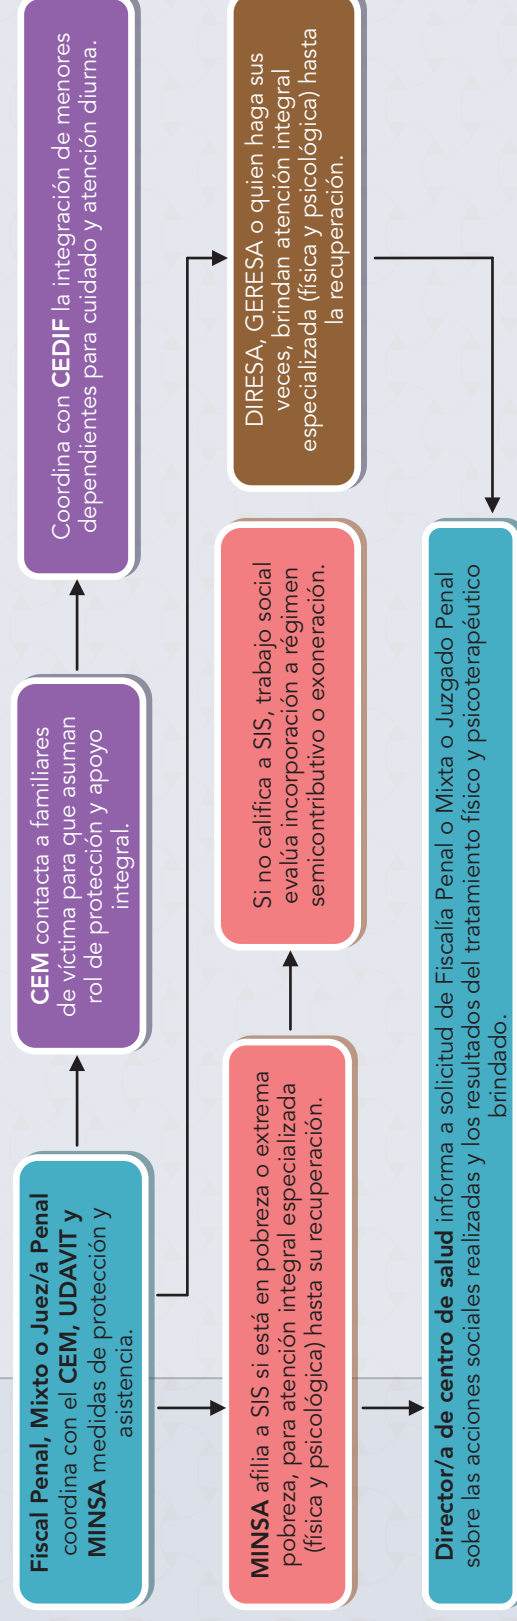 Fiscal Penal, Mixto o Juez/a Penal
coordina con el CEM, UDAVIT y
MINSA medidas de protección y
asistencia.
CEM contacta a familiares
de víctima para que asuman
rol de protección y apoyo
integral.
Coordina con CEDIF la integración de menores
dependientes para cuidado y atención diurna.
MINSA afilia a SIS si está en pobreza o extrema
pobreza, para atención integral especializada
(física y psicológica) hasta su recuperación.
Si no califica a SIS, trabajo social
evalúa incorporación a régimen
semicontributivo o exoneración.
DIRESA, GERESA o quien haga sus
veces, brindan atención integral
especializada (física y psicológica) hasta
la recuperación.
Director/a de centro de salud informa a solicitud de Fiscalía Penal o Mixta o Juzgado Penal
sobre las acciones sociales realizadas y los resultados del tratamiento físico y psicoterapéutico
brindado.